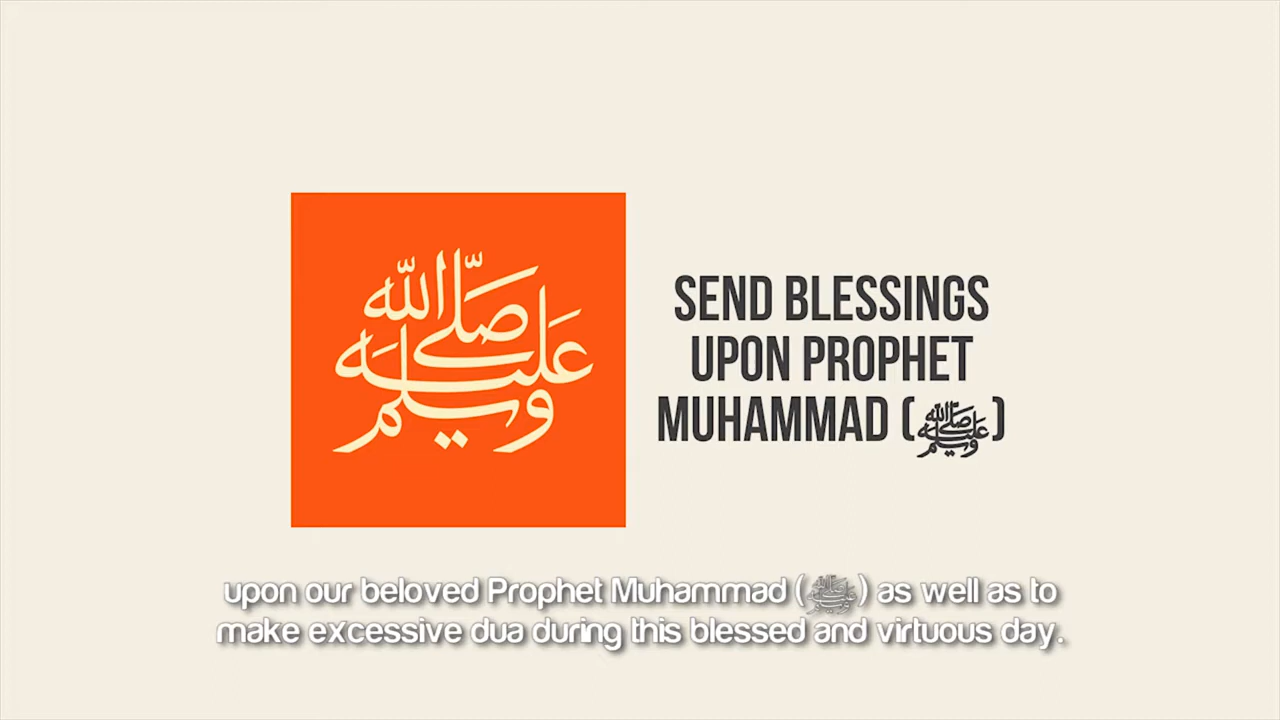 صلى الله
عليه
وسلم
SEND BLESSINGS
UPON PROPHET
MUHAMMAD (ﷺ)
upon our beloved Prophet Muhammad (ﷺ) as well as to
make excessive dua during this blessed and virtuous day.